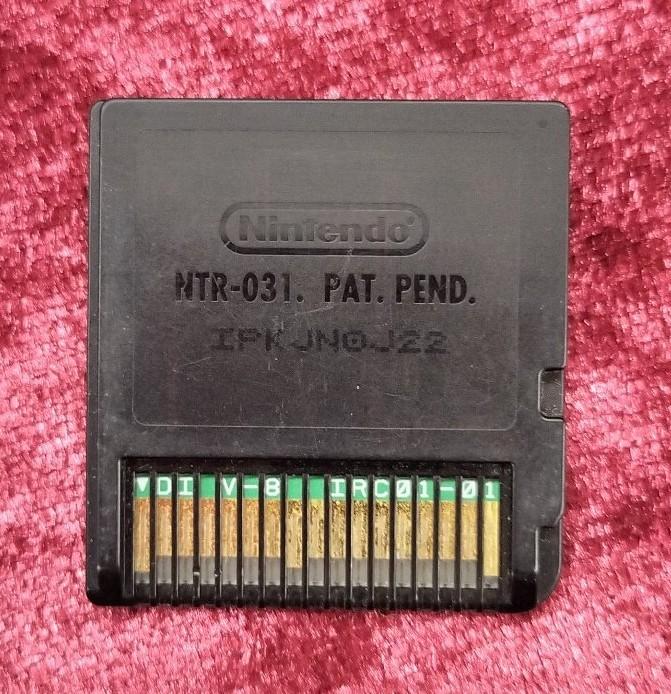 Nintendo®
NTR-031. PAT. PEND.
IPKJN0J22
▼DI V-8 IRC01-01